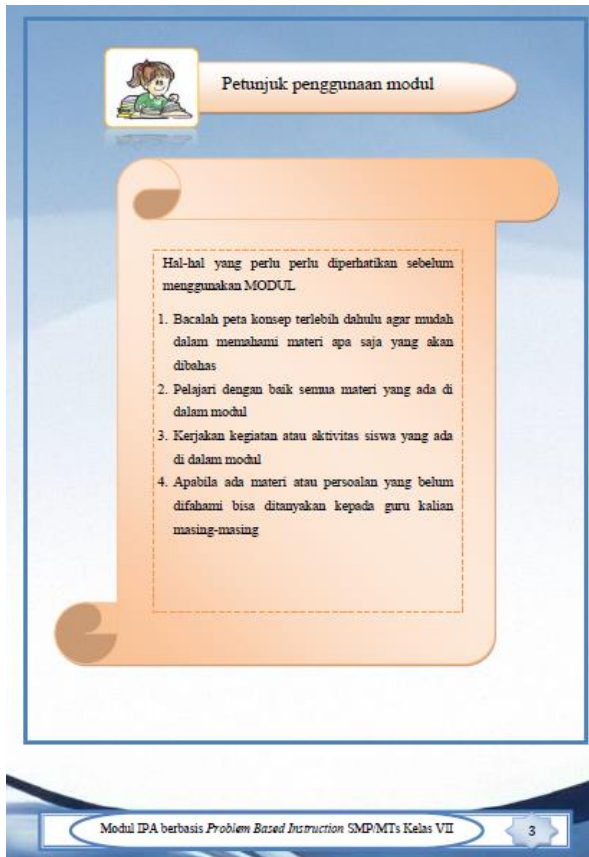 Petunjuk penggunaan modul
Hal-hal yang perlu perlu diperhatikan sebelum
menggunakan MODUL
1. Bacalah peta konsep terlebih dahulu agar mudah
dalam memahami materi apa saja yang akan
dibahas
2. Pelajari dengan baik semua materi yang ada di
dalam modul
3. Kerjakan kegiatan atau aktivitas siswa yang ada
di dalam modul
4. Apabila ada materi atau persoalan yang belum
difahami bisa ditanyakan kepada guru kalian
masing-masing
Modul IPA berbasis Problem Based Instruction SMP/MTs Kelas VII
3